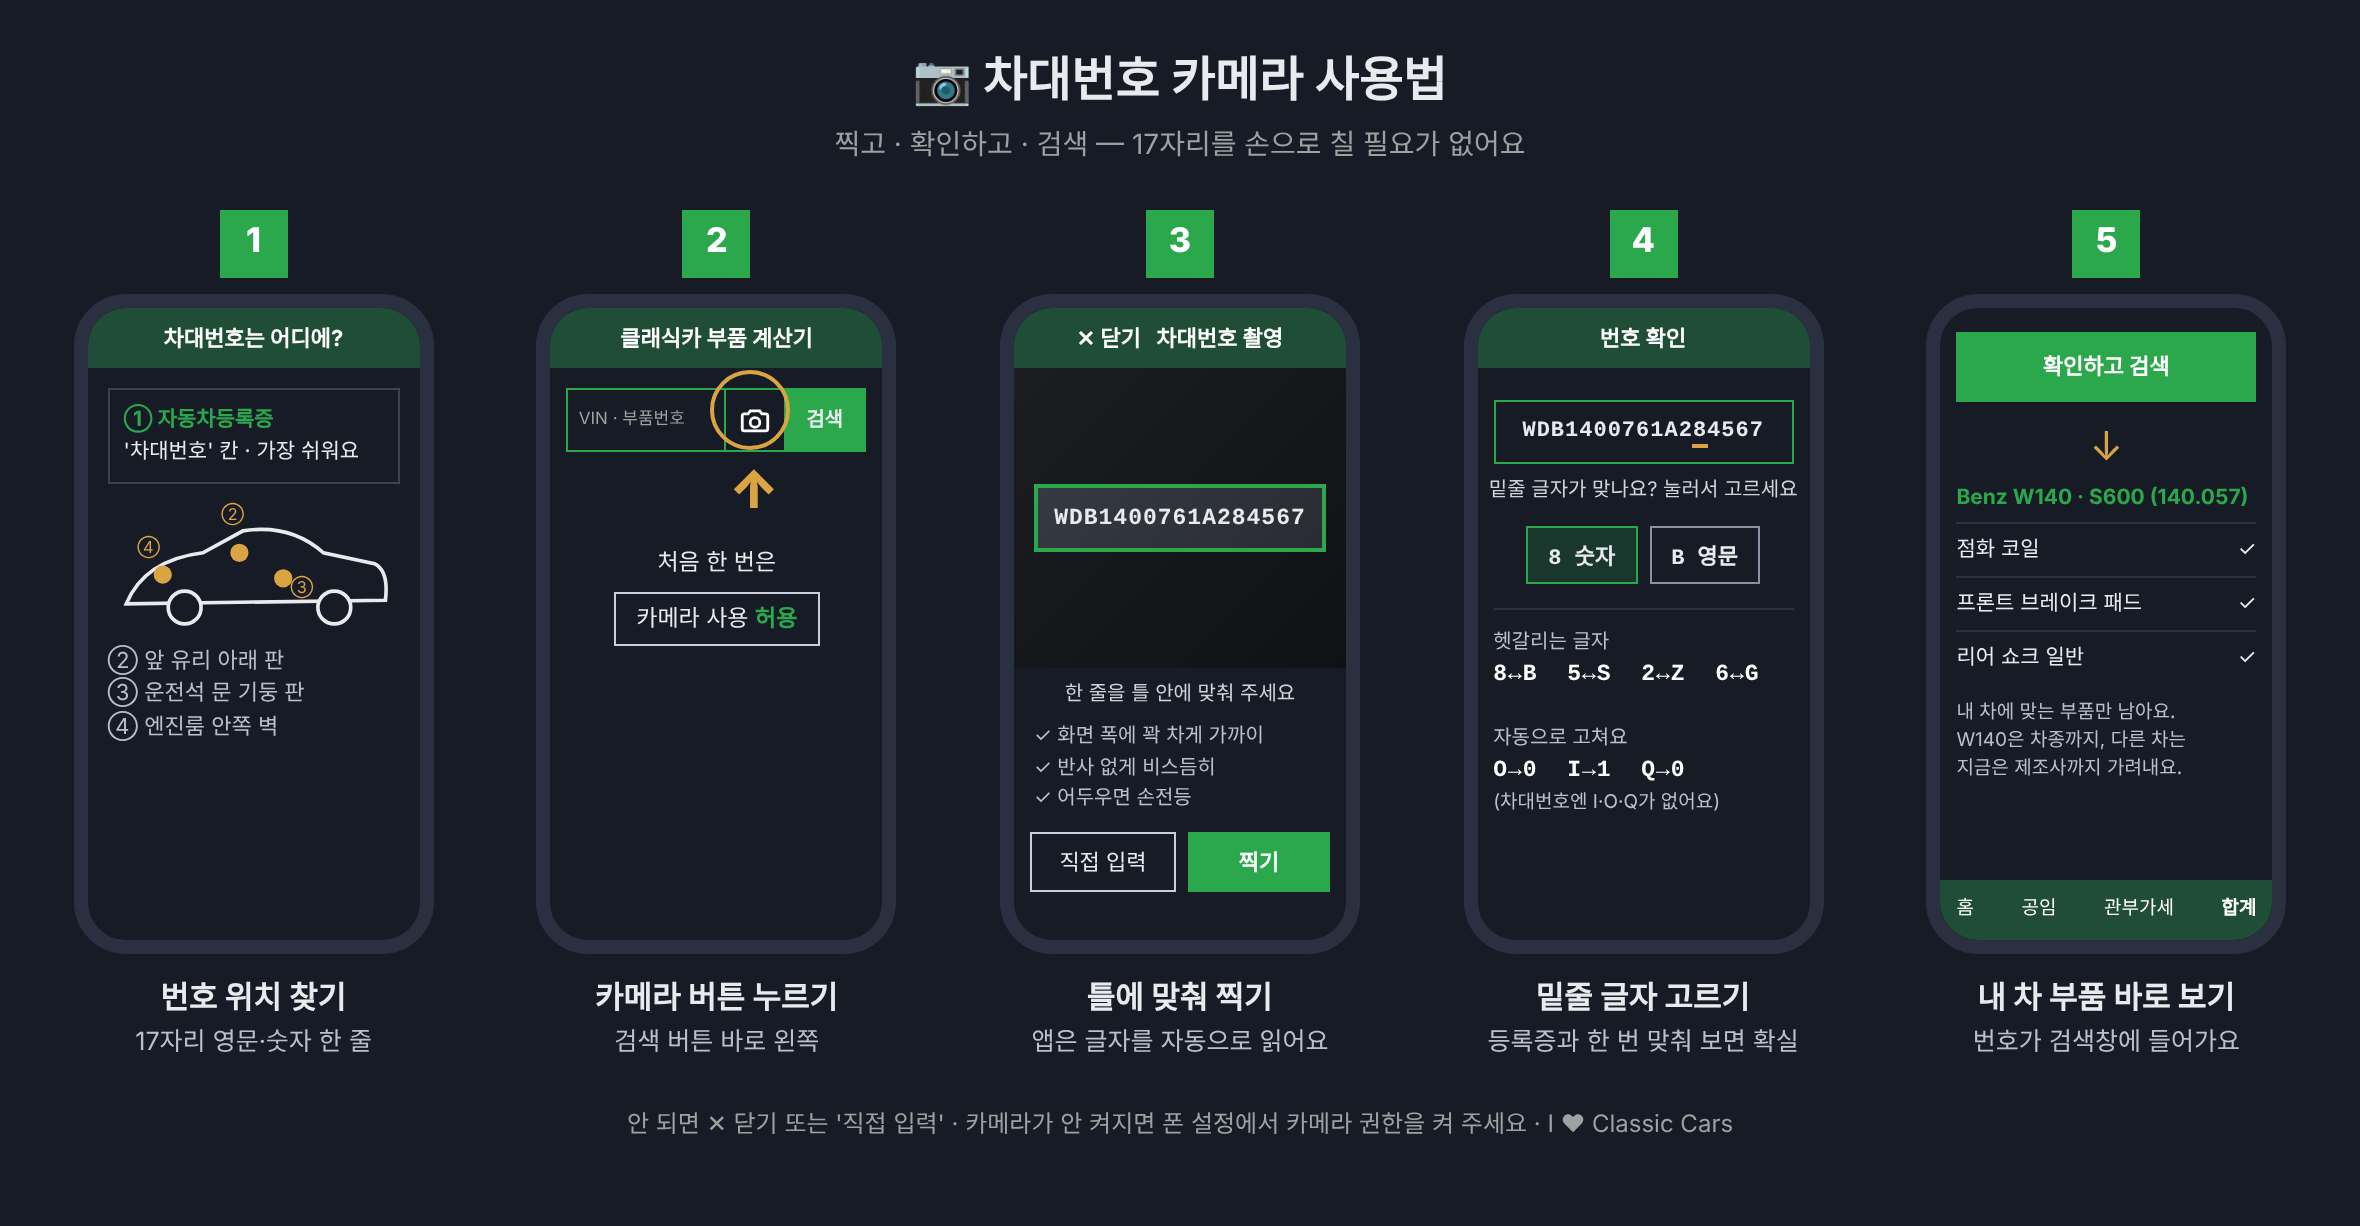 📷 차대번호 카메라 사용법
찍고 · 확인하고 · 검색 — 17자리를 손으로 칠 필요가 없어요
1
차대번호는 어디에?
① 자동차등록증
'차대번호' 칸 · 가장 쉬워요
②
④
③
② 앞 유리 아래 판
③ 운전석 문 기둥 판
④ 엔진룸 안쪽 벽
번호 위치 찾기
17자리 영문·숫자 한 줄
2
클래식카 부품 계산기
VIN · 부품번호
검색
처음 한 번은
카메라 사용 허용
카메라 버튼 누르기
검색 버튼 바로 왼쪽
3
✕ 닫기 차대번호 촬영
WDB1400761A284567
한 줄을 틀 안에 맞춰 주세요
✓ 화면 폭에 꽉 차게 가까이
✓ 반사 없게 비스듬히
✓ 어두우면 손전등
직접 입력
찍기
틀에 맞춰 찍기
앱은 글자를 자동으로 읽어요
4
번호 확인
WDB1400761A284567
밑줄 글자가 맞나요? 눌러서 고르세요
8 숫자
B 영문
헷갈리는 글자
8↔B 5↔S 2↔Z 6↔G
자동으로 고쳐요
O→0 I→1 Q→0
(차대번호엔 I·O·Q가 없어요)
밑줄 글자 고르기
등록증과 한 번 맞춰 보면 확실
5
확인하고 검색
↓
Benz W140 · S600 (140.057)
점화 코일 ✓
프론트 브레이크 패드 ✓
리어 쇼크 일반 ✓
내 차에 맞는 부품만 남아요.
W140은 차종까지, 다른 차는
지금은 제조사까지 가려내요.
홈 공임 관부가세 합계
내 차 부품 바로 보기
번호가 검색창에 들어가요
안 되면 ✕ 닫기 또는 '직접 입력' · 카메라가 안 켜지면 폰 설정에서 카메라 권한을 켜 주세요 · I ♥ Classic Cars